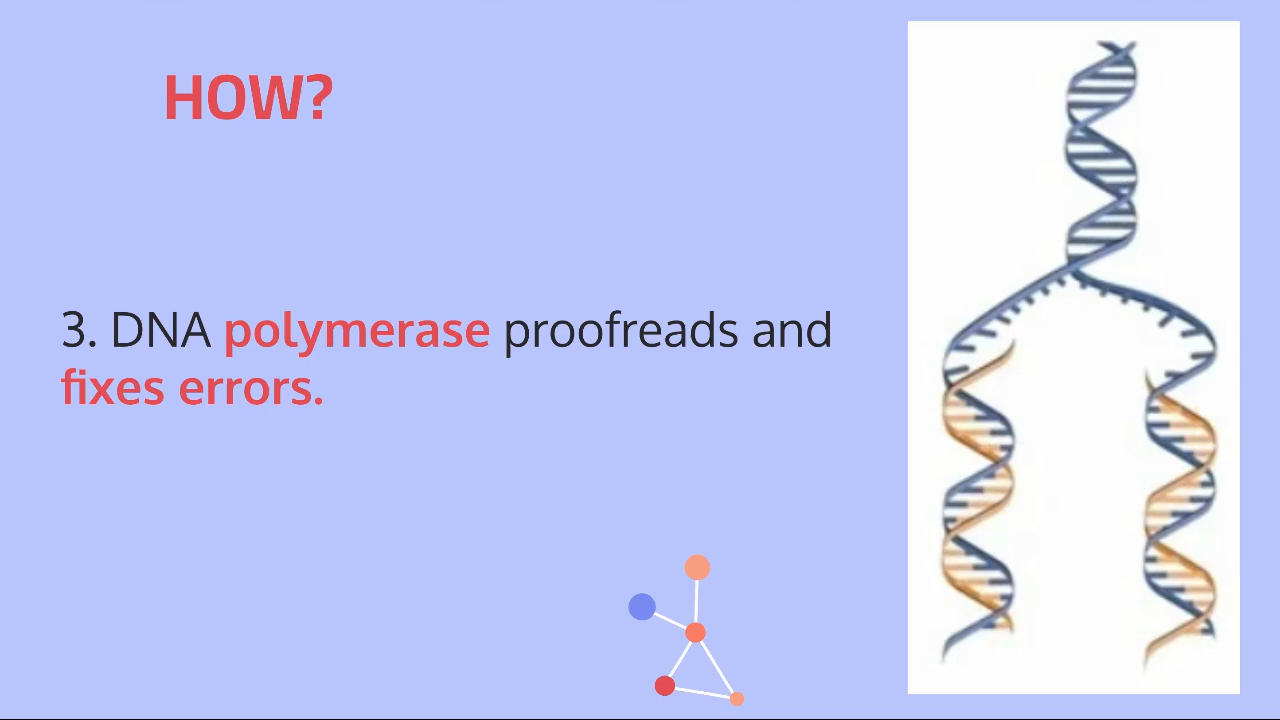 HOW?
3. DNA polymerase proofreads and
fixes errors.